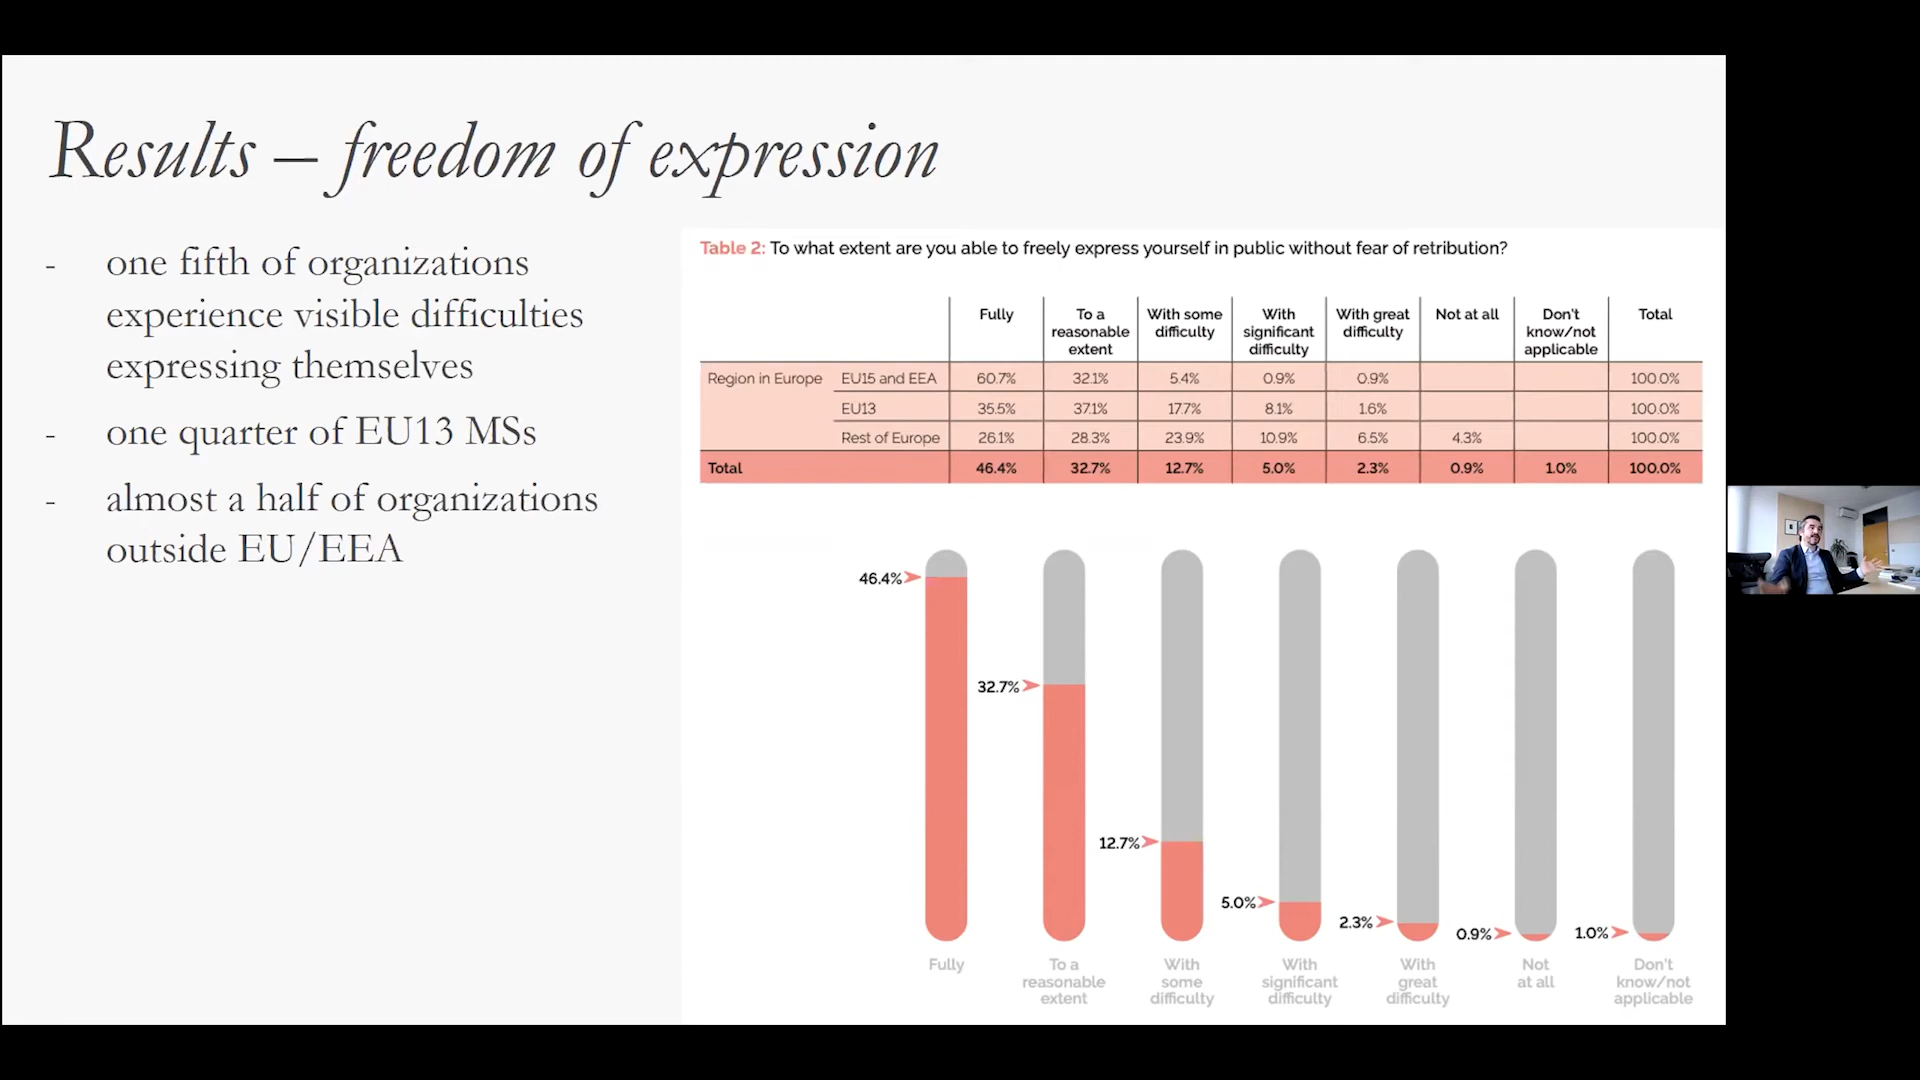 Results – freedom of expression
- one fifth of organizations
experience visible difficulties
expressing themselves
- one quarter of EU13 MSs
- almost a half of organizations
outside EU/EEA
Table 2: To what extent are you able to freely express yourself in public without fear of retribution?
Fully To a reasonable extent With some difficulty With significant difficulty With great difficulty Not at all Don't know/not applicable Total
Region in Europe EU15 and EEA 60.7% 32.1% 5.4% 0.9% 0.9% 100.0%
EU13 35.5% 37.1% 17.7% 8.1% 1.6% 100.0%
Rest of Europe 26.1% 28.3% 23.9% 10.9% 6.5% 4.3% 100.0%
Total 46.4% 32.7% 12.7% 5.0% 2.3% 0.9% 1.0% 100.0%
46.4%
32.7%
12.7%
5.0%
2.3%
0.9%
1.0%
Fully
To a
reasonable
extent
With
some
difficulty
With
significant
difficulty
With
great
difficulty
Not
at all
Don't
know/not
applicable